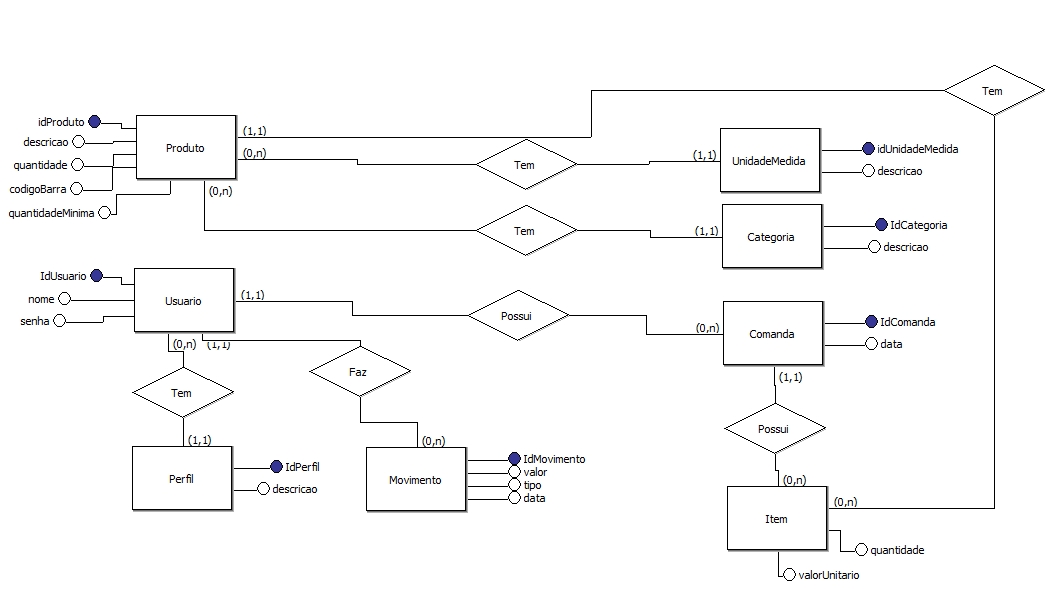 Tem
idProduto
(1,1)
descricao
Produto
(0,n)
quantidade
codigoBarra
quantidadeMinima
(0,n)
Tem
(1,1)
UnidadeMedida
idUnidadeMedida
descricao
Tem
(1,1)
Categoria
IdCategoria
descricao
IdUsuario
nome
senha
Usuario
(1,1)
Possui
(0,n)
Comanda
IdComanda
data
(0,n)
(1,1)
Tem
Faz
(1,1)
Possui
(1,1)
Perfil
IdPerfil
descricao
(0,n)
Movimento
IdMovimento
valor
tipo
data
(0,n)
Item
(0,n)
quantidade
valorUnitario